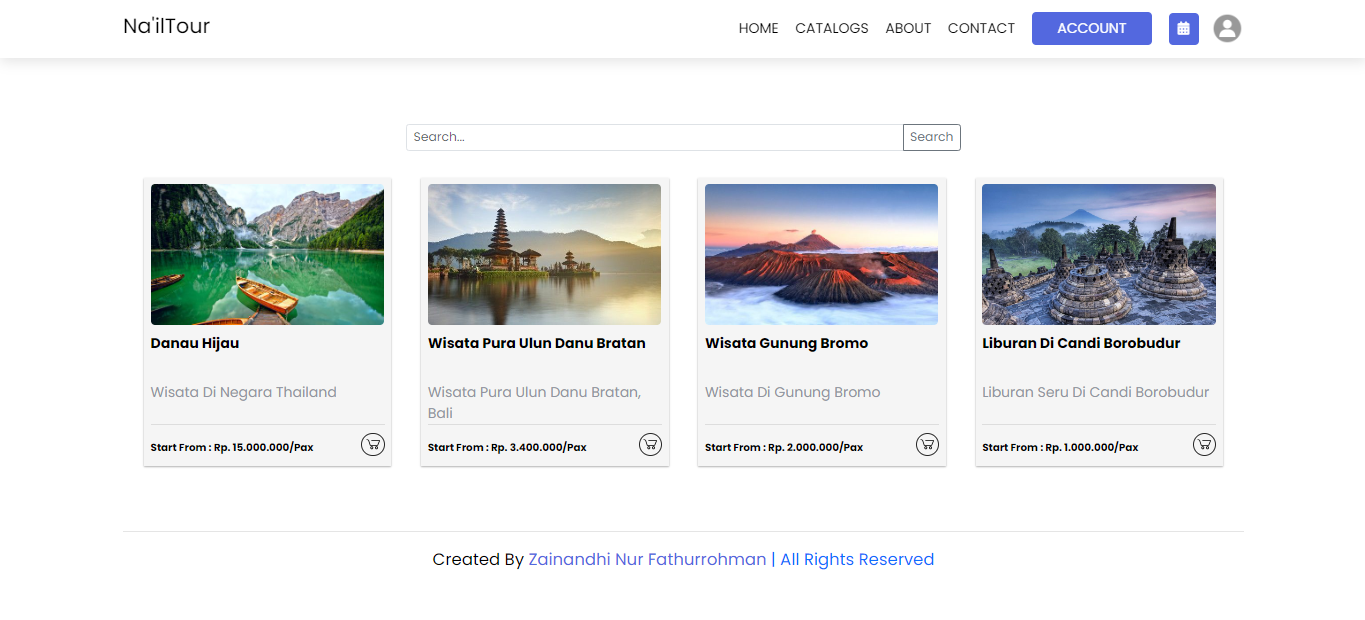 Na'ilTour
HOME CATALOGS ABOUT CONTACT ACCOUNT
Search...
Search
Danau Hijau
Wisata Di Negara Thailand
Start From : Rp. 15.000.000/Pax
Wisata Pura Ulun Danu Bratan
Wisata Pura Ulun Danu Bratan,
Bali
Start From : Rp. 3.400.000/Pax
Wisata Gunung Bromo
Wisata Di Gunung Bromo
Start From : Rp. 2.000.000/Pax
Liburan Di Candi Borobudur
Liburan Seru Di Candi Borobudur
Start From : Rp. 1.000.000/Pax
Created By Zainandhi Nur Fathurrohman | All Rights Reserved